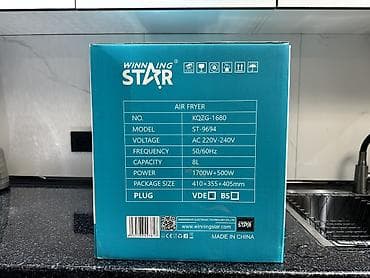 WINNING
STAR
AIR FRYER
NO. KQZG-1680
MODEL ST-9694
VOLTAGE AC 220V-240V
FREQUENCY 50/60Hz
CAPACITY 8L
POWER 1700W+500W
PACKAGE SIZE 410×355×405mm
PLUG VDE BS
www.winningstar.com
MADE IN CHINA